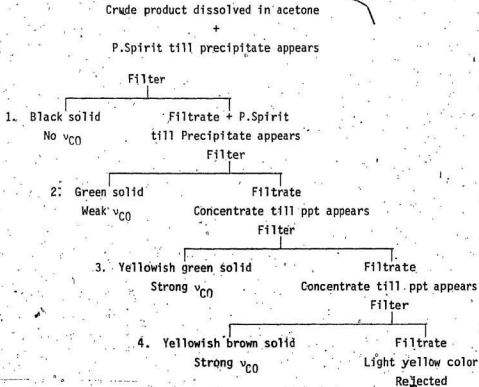 Crude product dissolved in acetone
+
P.Spirit till precipitate appears
Filter
1. Black solid Filtrate + P.Spirit
No νCO till Precipitate appears
Filter
2. Green solid Filtrate
Weak νCO Concentrate till ppt appears
Filter
3. Yellowish green solid Filtrate
Strong νCO Concentrate till ppt appears
Filter
4. Yellowish brown solid Filtrate
Strong νCO Light yellow color
Rejected